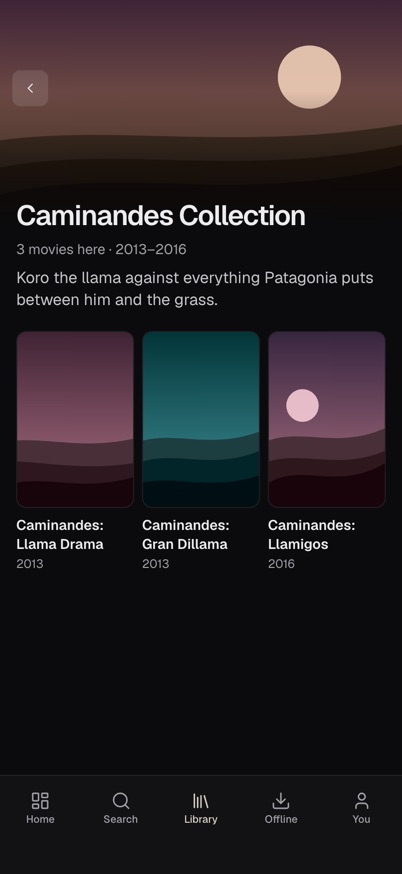 Caminandes Collection
3 movies here · 2013–2016
Koro the llama against everything Patagonia puts
between him and the grass.
Caminandes:
Llama Drama
2013
Caminandes:
Gran Dillama
2013
Caminandes:
Llamigos
2016
Home
Search
Library
Offline
You